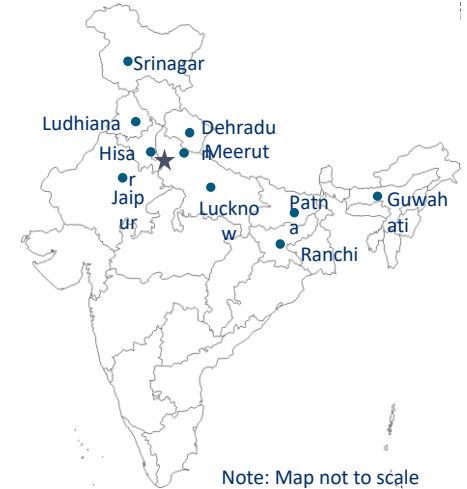 Srinagar
Ludhiana
Dehradu
n
Meerut
Hisa
r
Jaip
ur
Luckno
w
Patn
a
Guwah
ati
Ranchi
Note: Map not to scale